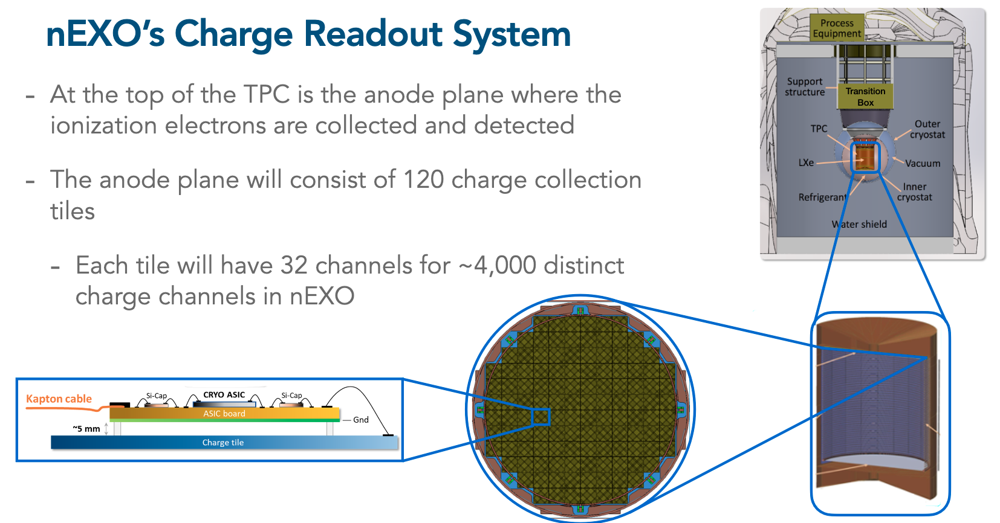 nEXO's Charge Readout System
- At the top of the TPC is the anode plane where the
ionization electrons are collected and detected
- The anode plane will consist of 120 charge collection
tiles
- Each tile will have 32 channels for ~4,000 distinct
charge channels in nEXO
Process
Equipment
Support
structure
Transition
Box
TPC
Outer
cryostat
LXe
Vacuum
Refrigerant
Inner
cryostat
Water shield
Kapton cable
Si-Cap
CRYO ASIC
Si-Cap
ASIC board
Gnd
~5 mm
Charge tile